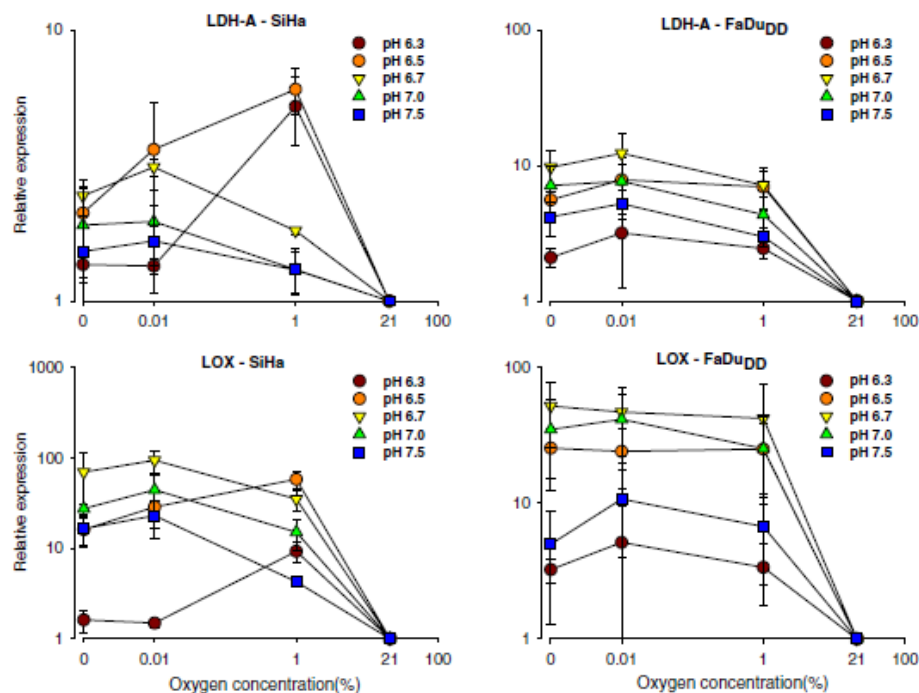 LDH-A - SiHa
10
1
Relative expression
pH 6.3
pH 6.5
pH 6.7
pH 7.0
pH 7.5
0
0.01
1
21
100
LDH-A - FaDuDD
100
10
1
pH 6.3
pH 6.5
pH 6.7
pH 7.0
pH 7.5
0
0.01
1
21
100
LOX - SiHa
1000
100
10
1
Relative expression
pH 6.3
pH 6.5
pH 6.7
pH 7.0
pH 7.5
0
0.01
1
21
100
Oxygen concentration(%)
LOX - FaDuDD
100
10
1
pH 6.3
pH 6.5
pH 6.7
pH 7.0
pH 7.5
0
0.01
1
21
100
Oxygen concentration(%)